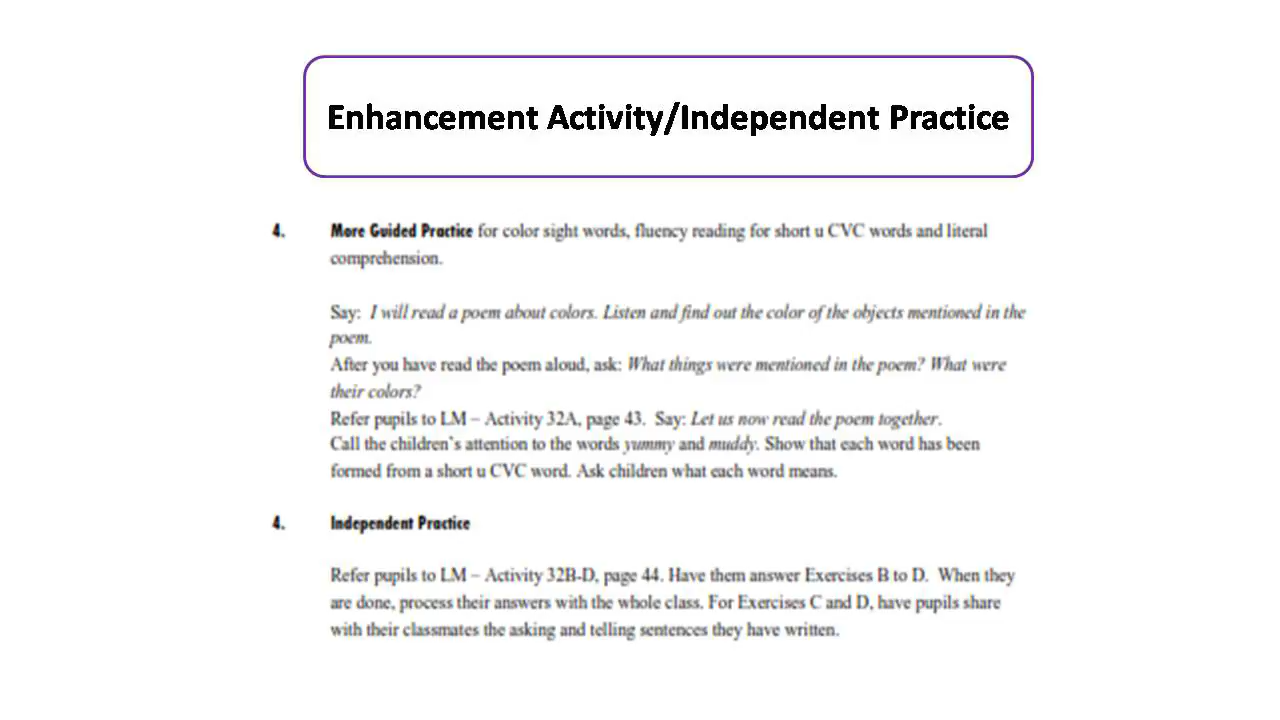 Enhancement Activity/Independent Practice
4. More Guided Practice for color sight words, fluency reading for short u CVC words and literal
comprehension.
Say: I will read a poem about colors. Listen and find out the color of the objects mentioned in the
poem.
After you have read the poem aloud, ask: What things were mentioned in the poem? What were
their colors?
Refer pupils to LM – Activity 32A, page 43. Say: Let us now read the poem together.
Call the children's attention to the words yummy and muddy. Show that each word has been
formed from a short u CVC word. Ask children what each word means.
4. Independent Practice
Refer pupils to LM – Activity 32B-D, page 44. Have them answer Exercises B to D. When they
are done, process their answers with the whole class. For Exercises C and D, have pupils share
with their classmates the asking and telling sentences they have written.